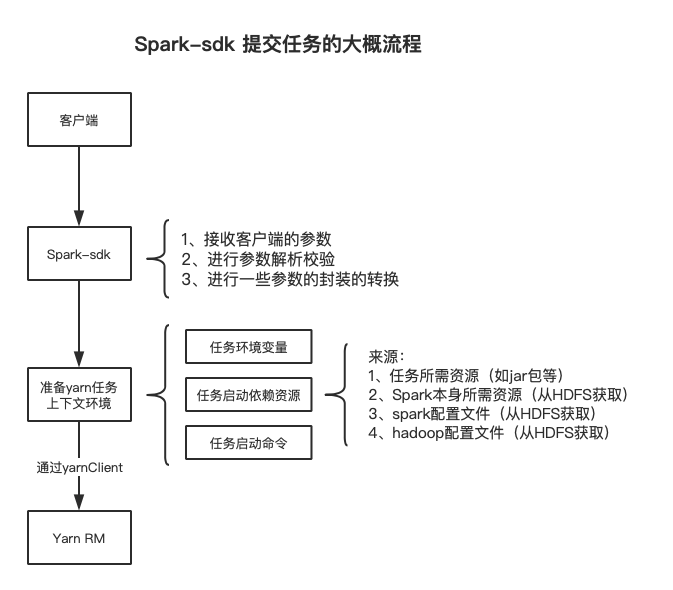 Spark-sdk 提交任务的大概流程
客户端
Spark-sdk
1、接收客户端的参数
2、进行参数解析校验
3、进行一些参数的封装的转换
准备yarn任务
上下文环境
任务环境变量
任务启动依赖资源
任务启动命令
来源：
1、任务所需资源（如jar包等）
2、Spark本身所需资源（从HDFS获取）
3、spark配置文件（从HDFS获取）
4、hadoop配置文件（从HDFS获取）
通过yarnClient
Yarn RM